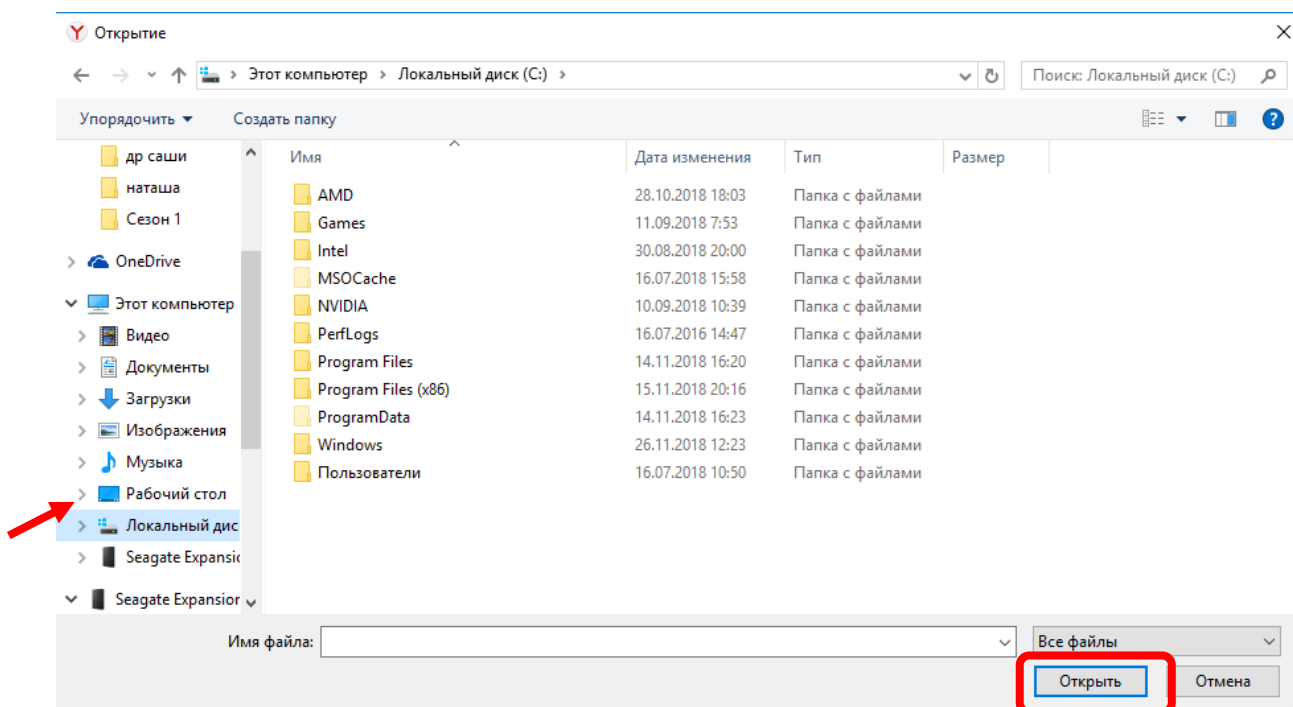 Открытие
Этот компьютер > Локальный диск (C:) >
Поиск: Локальный диск (C:)
Упорядочить Создать папку
?
др саши
наташа
Сезон 1
OneDrive
Этот компьютер
Видео
Документы
Загрузки
Изображения
Музыка
Рабочий стол
Локальный дис
Seagate Expansio
Seagate Expansion
Имя Дата изменения Тип Размер
AMD 28.10.2018 18:03 Папка с файлами
Games 11.09.2018 7:53 Папка с файлами
Intel 30.08.2018 20:00 Папка с файлами
MSOCache 16.07.2018 15:58 Папка с файлами
NVIDIA 10.09.2018 10:39 Папка с файлами
PerfLogs 16.07.2016 14:47 Папка с файлами
Program Files 14.11.2018 16:20 Папка с файлами
Program Files (x86) 15.11.2018 20:16 Папка с файлами
ProgramData 14.11.2018 16:23 Папка с файлами
Windows 26.11.2018 12:23 Папка с файлами
Пользователи 16.07.2018 10:50 Папка с файлами
Имя файла:
Все файлы
Открыть Отмена